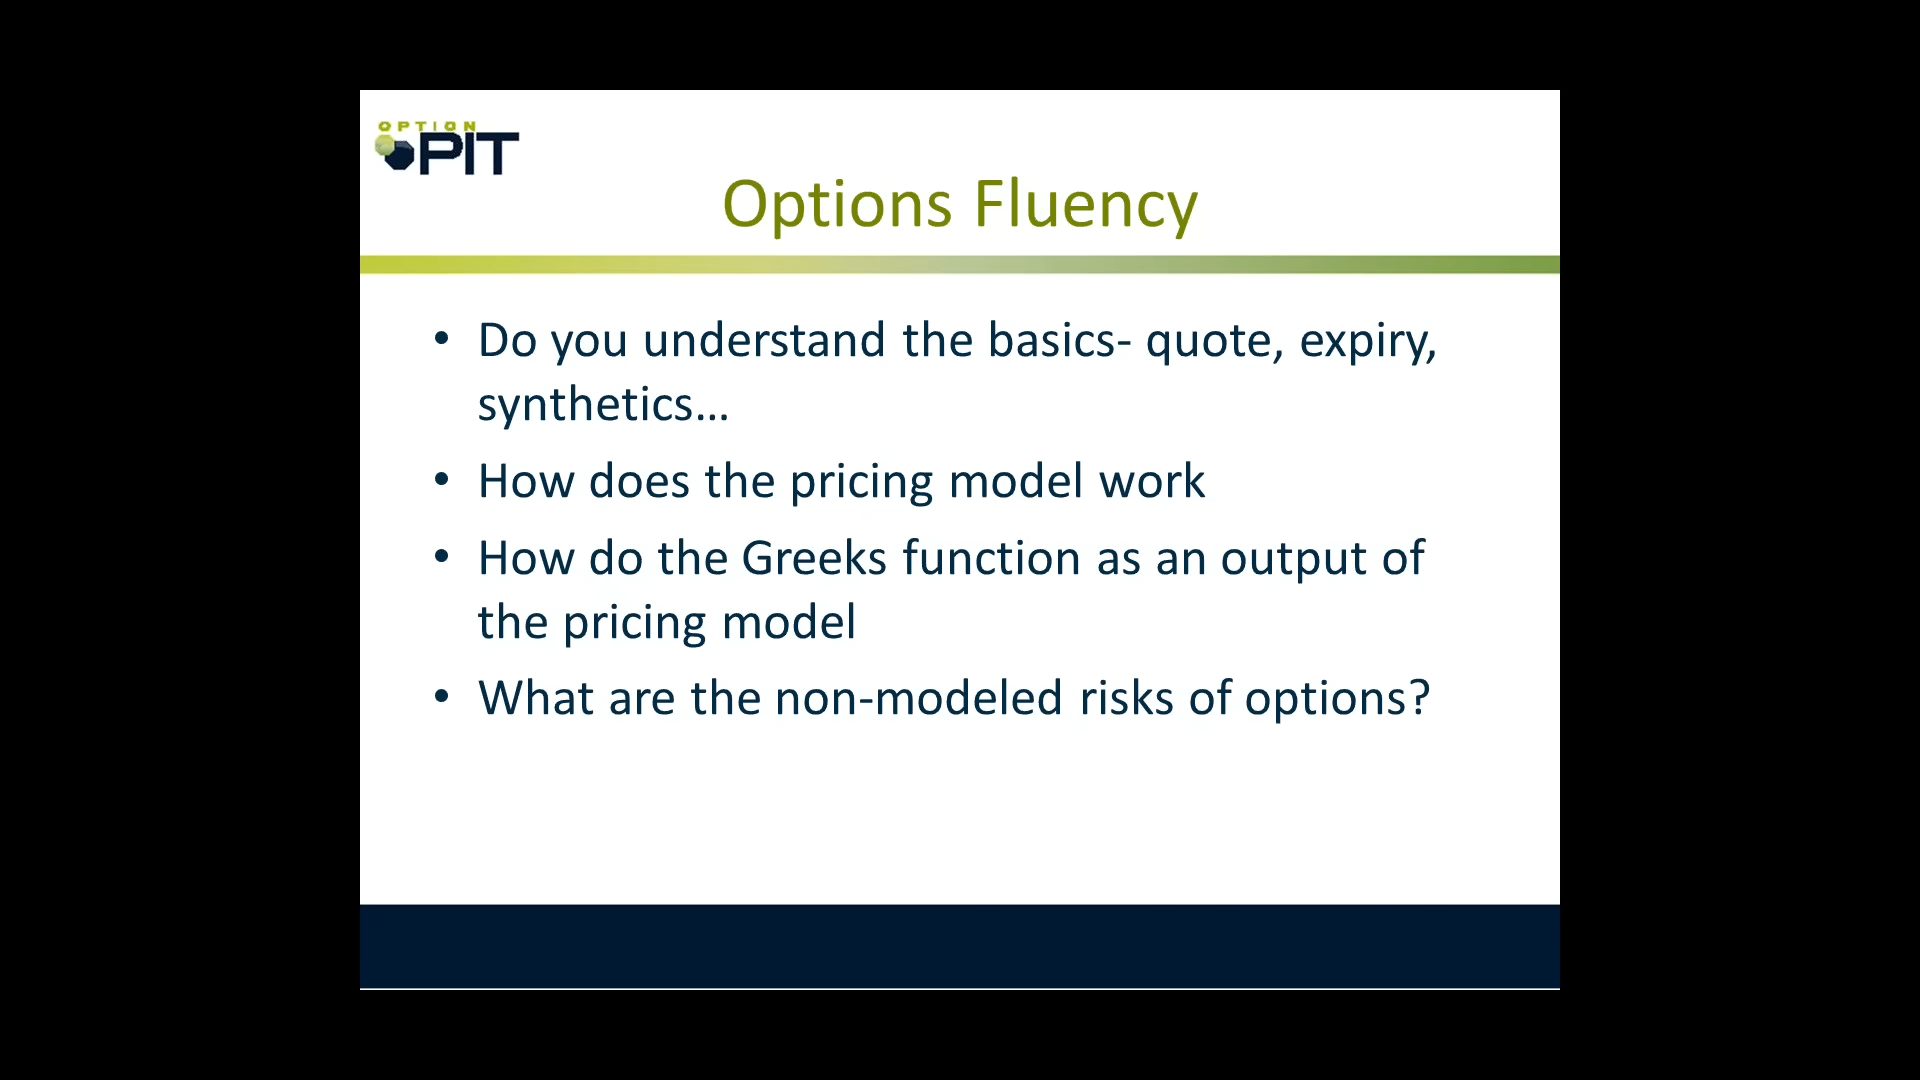 OPTION
PIT
Options Fluency
• Do you understand the basics- quote, expiry,
synthetics...
• How does the pricing model work
• How do the Greeks function as an output of
the pricing model
• What are the non-modeled risks of options?